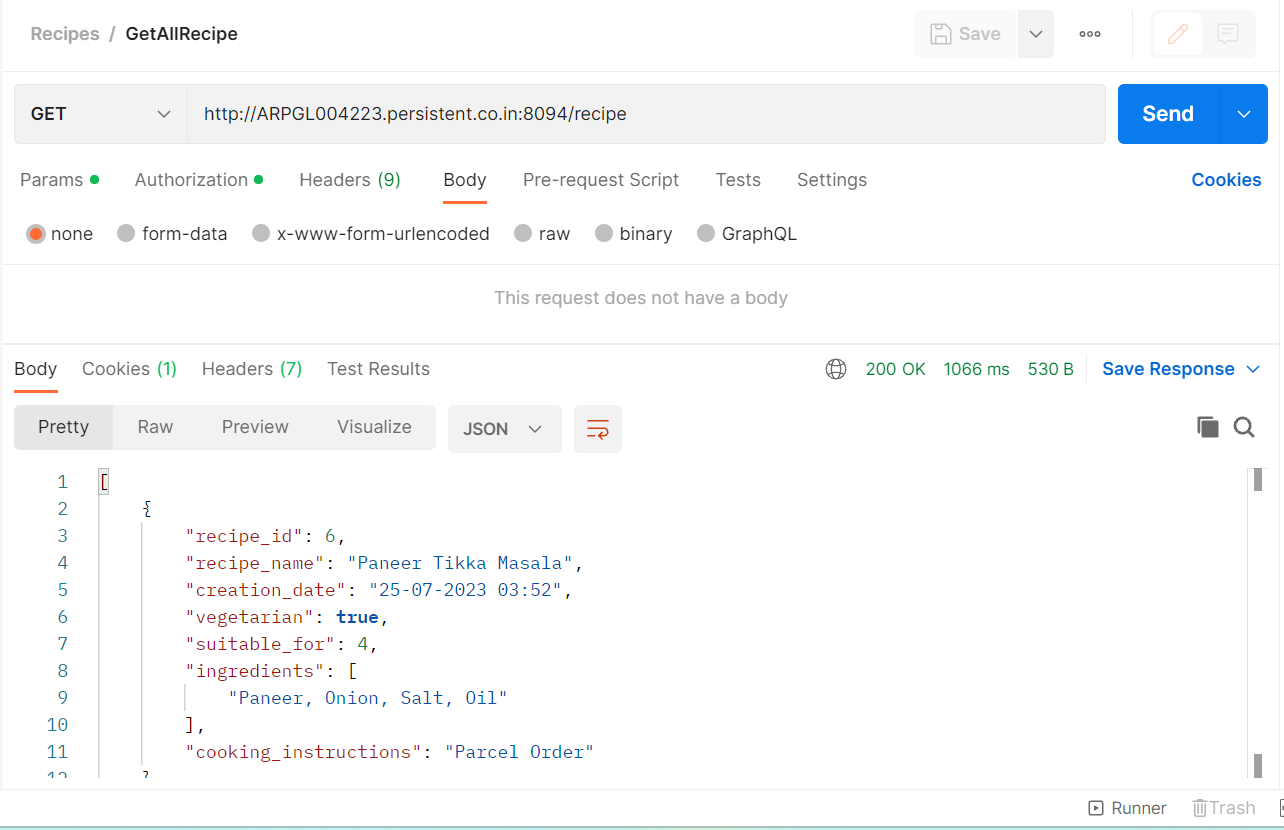 Recipes / GetAllRecipe
Save
GET
http://ARPGL004223.persistent.co.in:8094/recipe
Send
Params Authorization Headers (9) Body Pre-request Script Tests Settings Cookies
none form-data x-www-form-urlencoded raw binary GraphQL
This request does not have a body
Body Cookies (1) Headers (7) Test Results 200 OK 1066 ms 530 B Save Response
Pretty Raw Preview Visualize JSON
1 [
2 {
3 "recipe_id": 6,
4 "recipe_name": "Paneer Tikka Masala",
5 "creation_date": "25-07-2023 03:52",
6 "vegetarian": true,
7 "suitable_for": 4,
8 "ingredients": [
9 "Paneer, Onion, Salt, Oil"
10 ],
11 "cooking_instructions": "Parcel Order"
12 }
Runner Trash